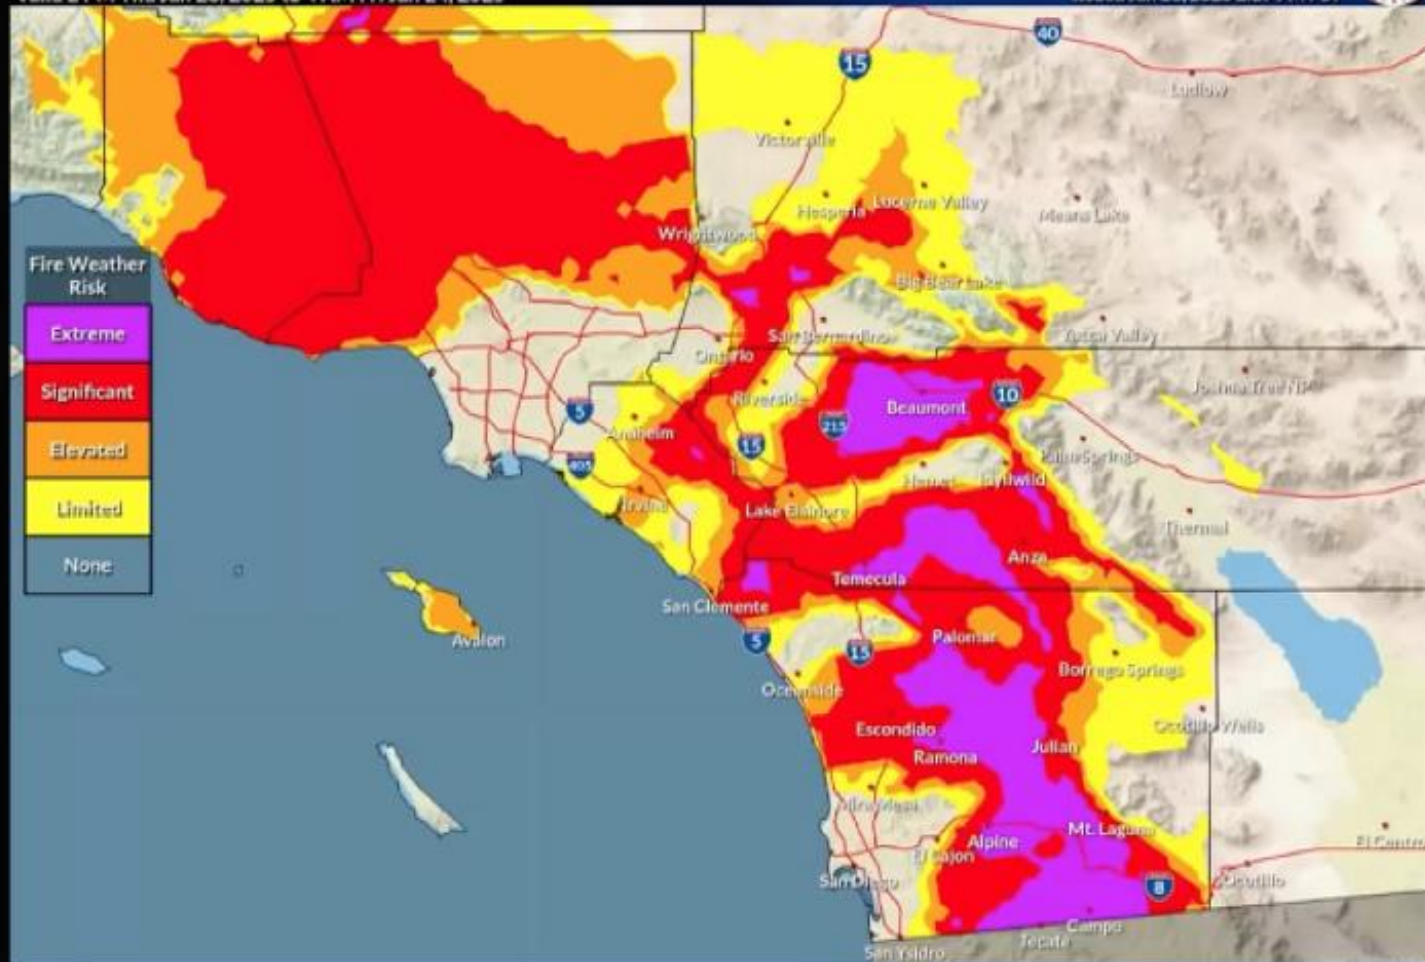 40
15
Ludlow
Victorville
Hesperia
Lucerne Valley
Means Lake
Wrightwood
Fire Weather
Risk
Extreme
Significant
Elevated
Limited
None
Big Bear Lake
San Bernardino
Yucca Valley
Ontario
Joshua Tree NP
Riverside
Beaumont
10
5
215
Anaheim
15
405
Palm Springs
Hemet
Idyllwild
Irvine
Lake Elsinore
Thermal
Anza
Temecula
San Clemente
5
15
Palomar
Avalon
Borrego Springs
Oceanside
Escondido
Ocotillo Wells
Julian
Ramona
Mira Mesa
Mt. Laguna
Alpine
El Cajon
El Centro
San Diego
8
Ocotillo
Campo
Tecate
San Ysidro